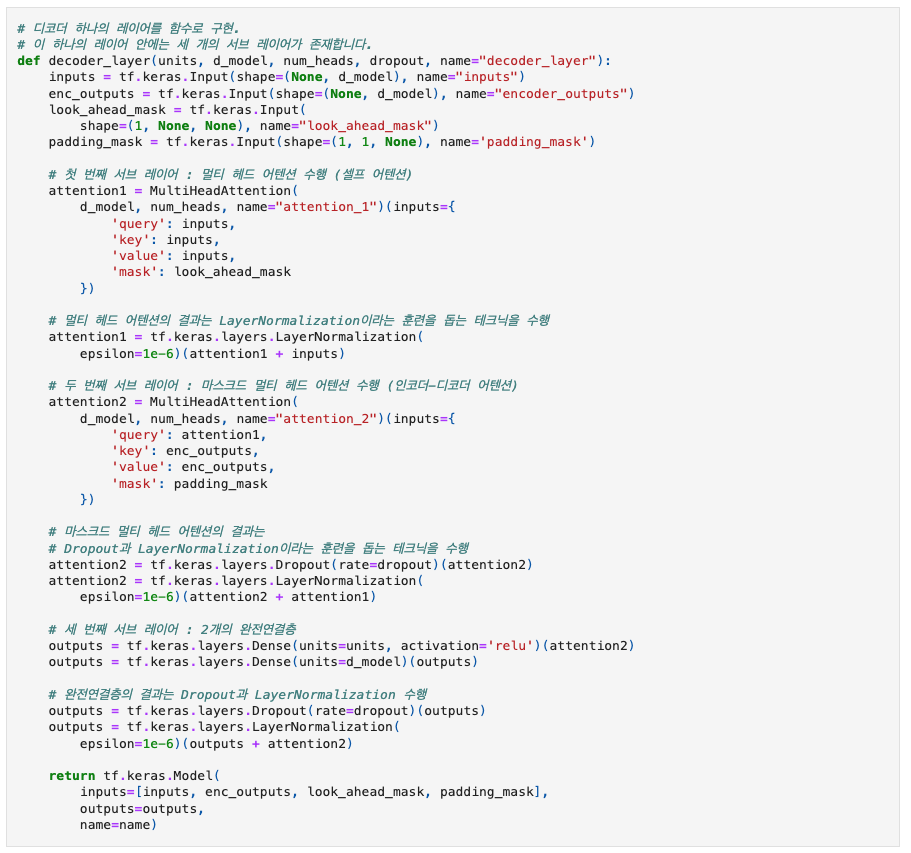 # 디코더 하나의 레이어를 함수로 구현.
# 이 하나의 레이어 안에는 세 개의 서브 레이어가 존재합니다.
def decoder_layer(units, d_model, num_heads, dropout, name="decoder_layer"):
    inputs = tf.keras.Input(shape=(None, d_model), name="inputs")
    enc_outputs = tf.keras.Input(shape=(None, d_model), name="encoder_outputs")
    look_ahead_mask = tf.keras.Input(
        shape=(1, None, None), name="look_ahead_mask")
    padding_mask = tf.keras.Input(shape=(1, 1, None), name='padding_mask')

    # 첫 번째 서브 레이어 : 멀티 헤드 어텐션 수행 (셀프 어텐션)
    attention1 = MultiHeadAttention(
        d_model, num_heads, name="attention_1")(inputs={
            'query': inputs,
            'key': inputs,
            'value': inputs,
            'mask': look_ahead_mask
        })

    # 멀티 헤드 어텐션의 결과는 LayerNormalization이라는 훈련을 돕는 테크닉을 수행
    attention1 = tf.keras.layers.LayerNormalization(
        epsilon=1e-6)(attention1 + inputs)

    # 두 번째 서브 레이어 : 마스크드 멀티 헤드 어텐션 수행 (인코더-디코더 어텐션)
    attention2 = MultiHeadAttention(
        d_model, num_heads, name="attention_2")(inputs={
            'query': attention1,
            'key': enc_outputs,
            'value': enc_outputs,
            'mask': padding_mask
        })

    # 마스크드 멀티 헤드 어텐션의 결과는
    # Dropout과 LayerNormalization이라는 훈련을 돕는 테크닉을 수행
    attention2 = tf.keras.layers.Dropout(rate=dropout)(attention2)
    attention2 = tf.keras.layers.LayerNormalization(
        epsilon=1e-6)(attention2 + attention1)

    # 세 번째 서브 레이어 : 2개의 완전연결층
    outputs = tf.keras.layers.Dense(units=units, activation='relu')(attention2)
    outputs = tf.keras.layers.Dense(units=d_model)(outputs)

    # 완전연결층의 결과는 Dropout과 LayerNormalization 수행
    outputs = tf.keras.layers.Dropout(rate=dropout)(outputs)
    outputs = tf.keras.layers.LayerNormalization(
        epsilon=1e-6)(outputs + attention2)

    return tf.keras.Model(
        inputs=[inputs, enc_outputs, look_ahead_mask, padding_mask],
        outputs=outputs,
        name=name)